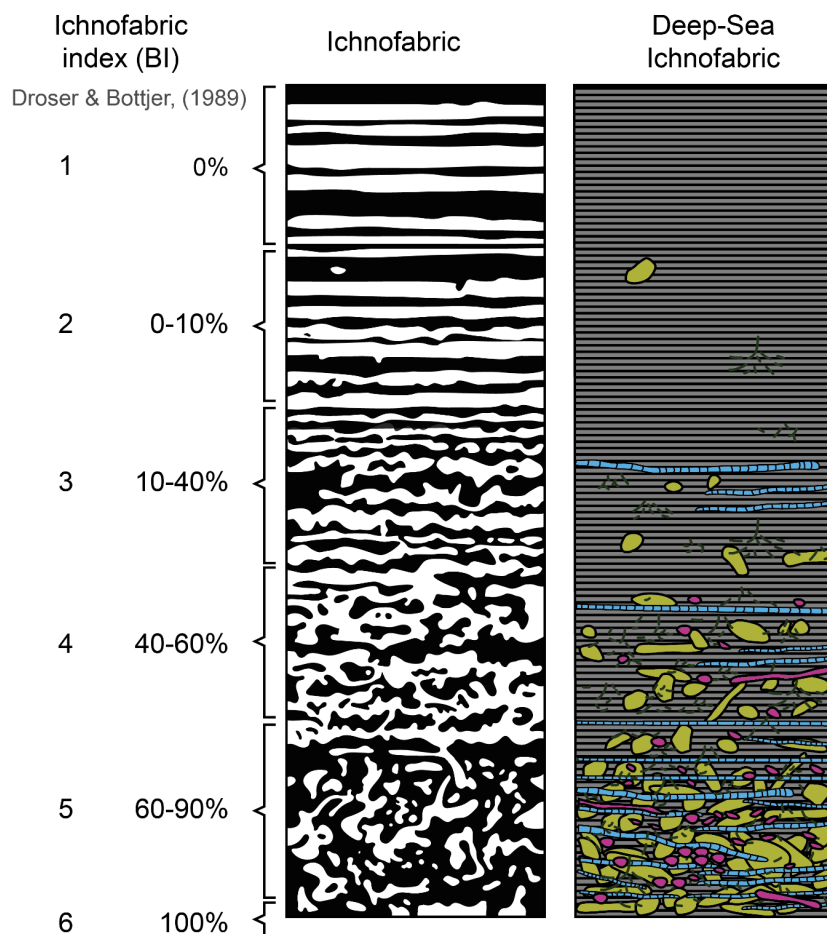 Ichnofabric
index (BI)
Ichnofabric
Deep-Sea
Ichnofabric
Droser & Bottjer, (1989)
1 0%
2 0-10%
3 10-40%
4 40-60%
5 60-90%
6 100%